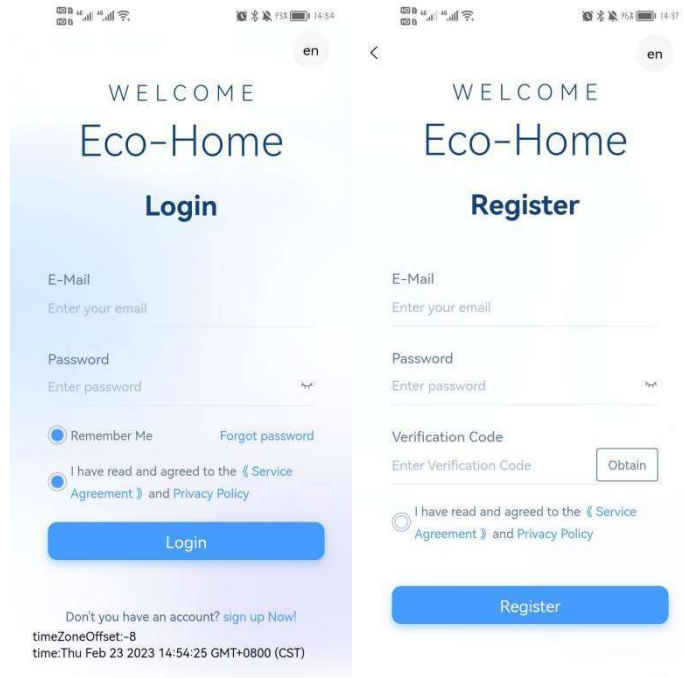 93% 14:54
en
WELCOME
Eco-Home
Login
E-Mail
Enter your email
Password
Enter password
Remember Me
Forgot password
I have read and agreed to the 《 Service
Agreement 》 and Privacy Policy
Login
Don't you have an account? sign up Now!
timeZoneOffset:-8
time:Thu Feb 23 2023 14:54:25 GMT+0800 (CST)
96% 14:37
en
WELCOME
Eco-Home
Register
E-Mail
Enter your email
Password
Enter password
Verification Code
Enter Verification Code
Obtain
I have read and agreed to the 《 Service
Agreement 》 and Privacy Policy
Register